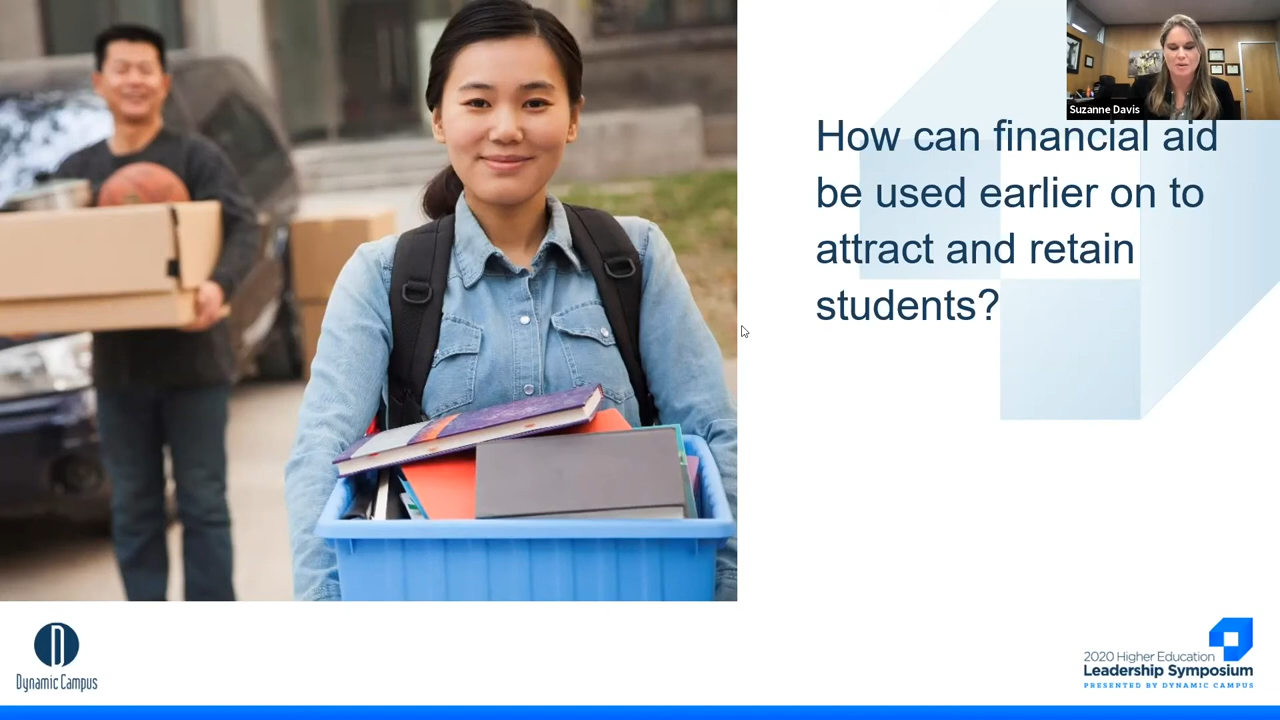 Suzanne Davis
How can financial aid
be used earlier on to
attract and retain
students?
D
Dynamic Campus
2020 Higher Education
Leadership Symposium
PRESENTED BY DYNAMIC CAMPUS